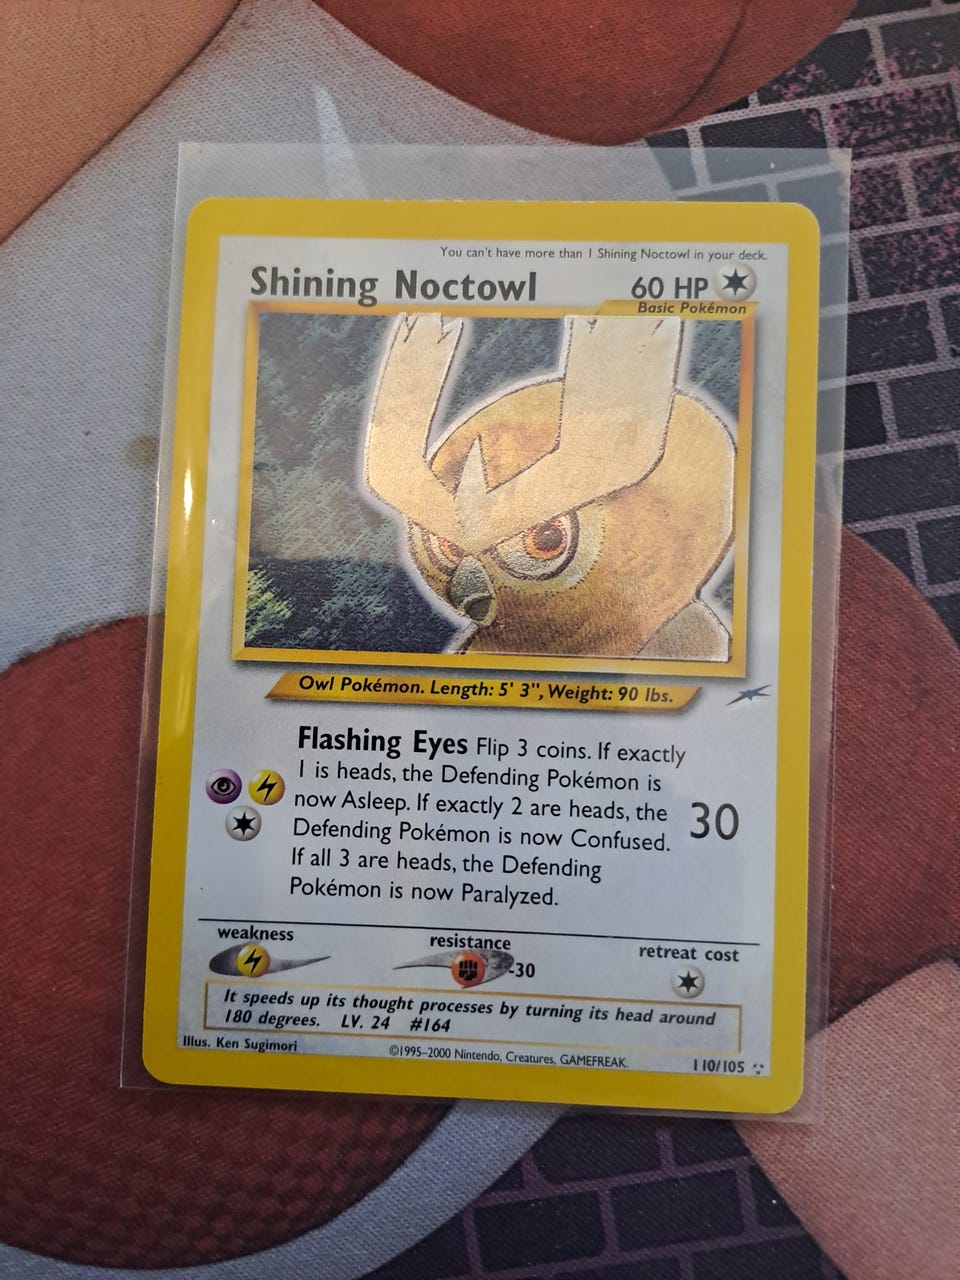 You can't have more than 1 Shining Noctowl in your deck.
Shining Noctowl 60 HP
Basic Pokémon
Owl Pokémon. Length: 5' 3", Weight: 90 lbs.
Flashing Eyes Flip 3 coins. If exactly
1 is heads, the Defending Pokémon is
now Asleep. If exactly 2 are heads, the
Defending Pokémon is now Confused.
If all 3 are heads, the Defending
Pokémon is now Paralyzed.
30
weakness resistance retreat cost
-30
It speeds up its thought processes by turning its head around
180 degrees. LV. 24 #164
Illus. Ken Sugimori ©1995-2000 Nintendo, Creatures, GAMEFREAK. 110/105